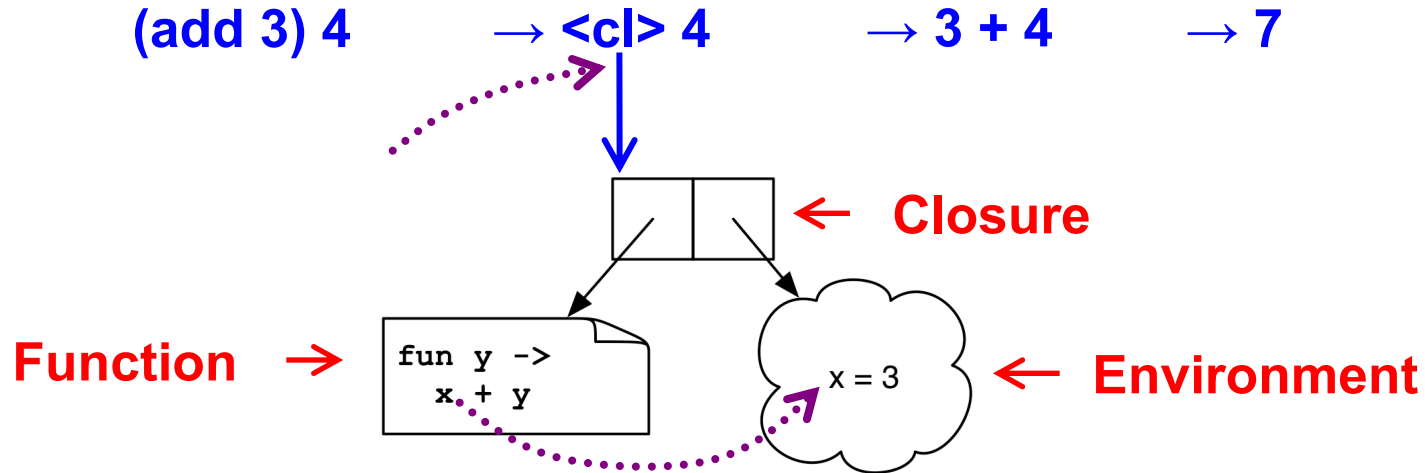 (add 3) 4 → <cl> 4 → 3 + 4 → 7
Closure
Function
fun y ->
x + y
x = 3
Environment